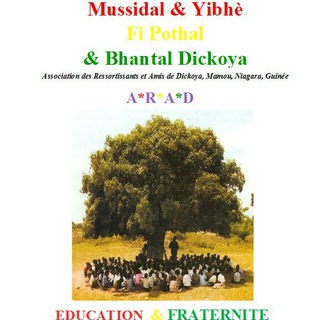 Mussidal & Yibhè
Fi Pothal
& Bhantal Dickoya
Association des Ressortissants et Amis de Dickoya, Mamou, Niagara, Guinée
A*R*A*D
EDUCATION & FRATERNITE